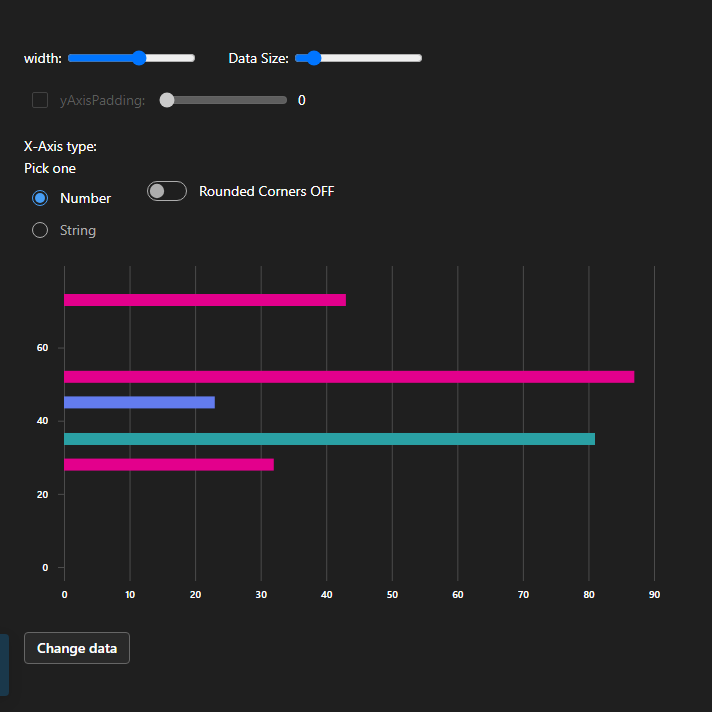 width: Data Size:
yAxisPadding: 0
X-Axis type:
Pick one
Number Rounded Corners OFF
String
60
40
20
0
0 10 20 30 40 50 60 70 80 90
Change data